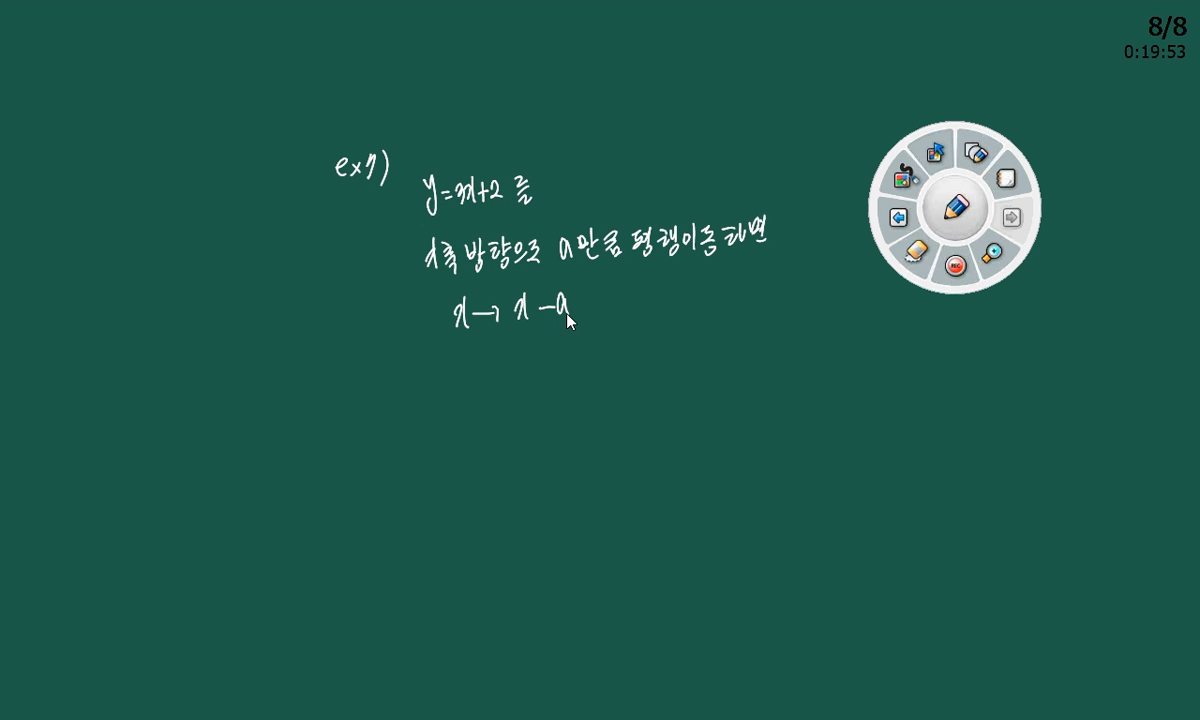 8/8
0:19:53
ex7)
y=3x+2 를
x축 방향으로 a만큼 평행이동하면
x→x-a
REC